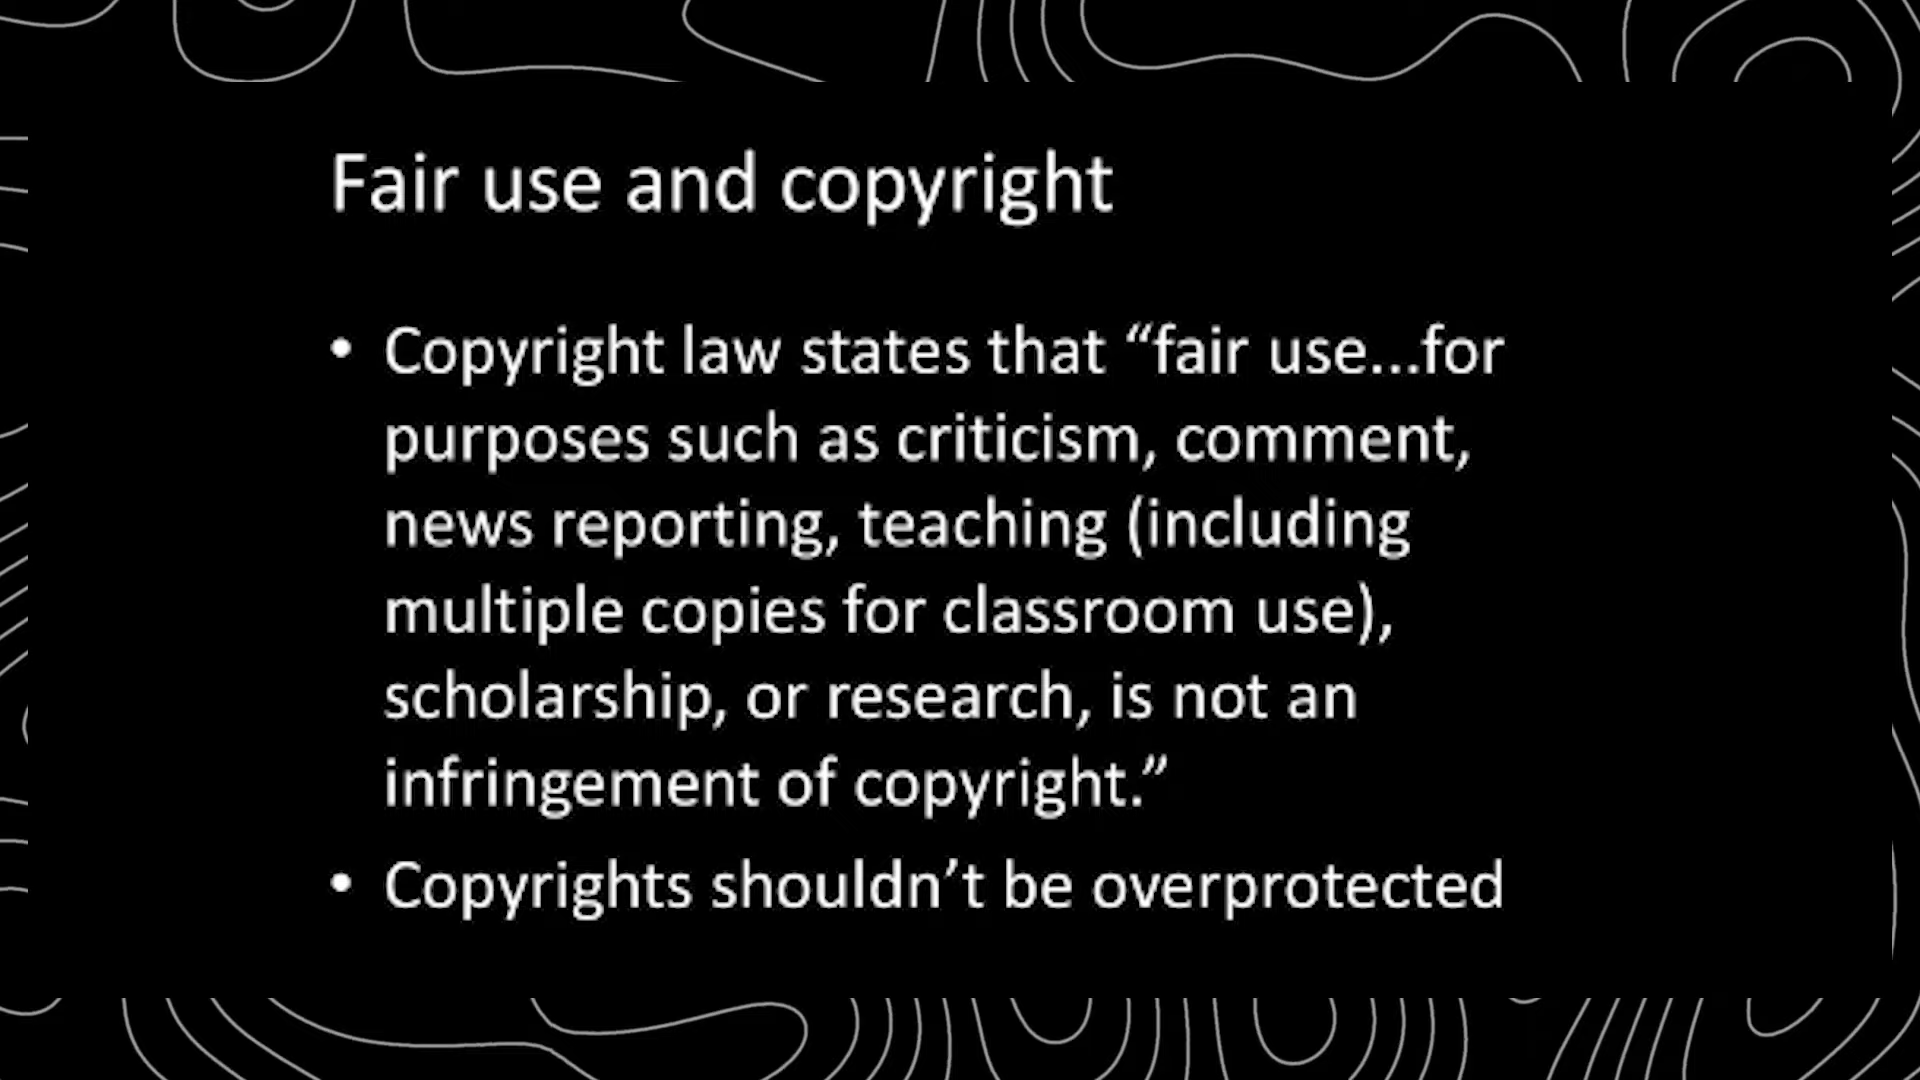 Fair use and copyright
• Copyright law states that “fair use...for
purposes such as criticism, comment,
news reporting, teaching (including
multiple copies for classroom use),
scholarship, or research, is not an
infringement of copyright.”
• Copyrights shouldn’t be overprotected